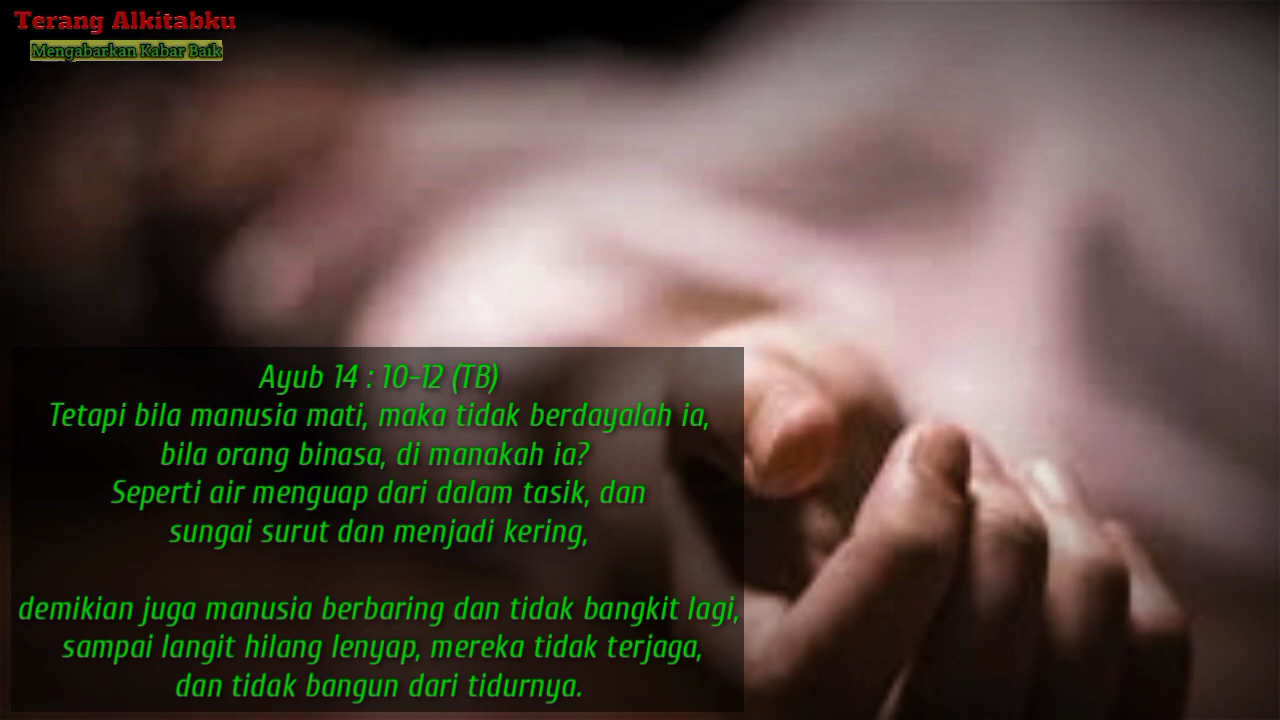 Terang Alkitabku
Mengabarkan Kabar Baik
Ayub 14 : 10-12 (TB)
Tetapi bila manusia mati, maka tidak berdayalah ia,
bila orang binasa, di manakah ia?
Seperti air menguap dari dalam tasik, dan
sungai surut dan menjadi kering,
demikian juga manusia berbaring dan tidak bangkit lagi,
sampai langit hilang lenyap, mereka tidak terjaga,
dan tidak bangun dari tidurnya.